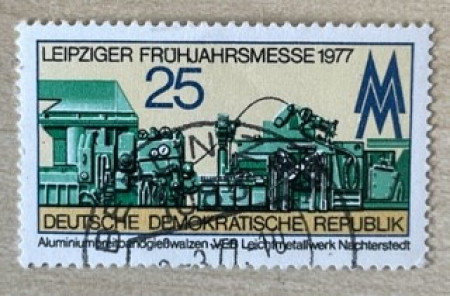 LEIPZIGER FRÜHJAHRSMESSE 1977
25
MM
DEUTSCHE DEMOKRATISCHE REPUBLIK
Aluminiumbreitbandgießwalzen VEB Leichtmetallwerk Nachterstedt